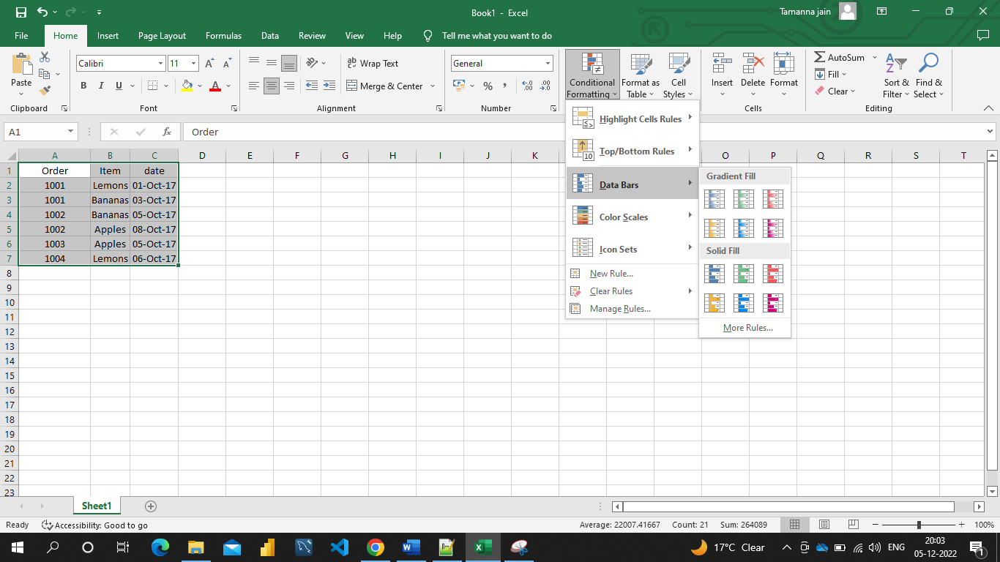 Book1 - Excel
Tamanna jain
File Home Insert Page Layout Formulas Data Review View Help Tell me what you want to do
Paste
Clipboard
Calibri 11
B I U A
Font
Wrap Text
Merge & Center
Alignment
General
% ,
Number
Conditional Formatting
Format as Table
Cell Styles
Insert Delete Format
Cells
AutoSum
Fill
Clear
Sort & Filter
Find & Select
Editing
A1 fx Order
A B C D E F G H I J K O P Q R S T
1 Order Item date
2 1001 Lemons 01-Oct-17
3 1001 Bananas 03-Oct-17
4 1002 Bananas 05-Oct-17
5 1002 Apples 08-Oct-17
6 1003 Apples 05-Oct-17
7 1004 Lemons 06-Oct-17
8
9
10
11
12
13
14
15
16
17
18
19
20
21
22
23
Highlight Cells Rules
Top/Bottom Rules
Data Bars
Color Scales
Icon Sets
New Rule...
Clear Rules
Manage Rules...
Gradient Fill
Solid Fill
More Rules...
Sheet1
Ready Accessibility: Good to go Average: 22007.41667 Count: 21 Sum: 264089 100%
17°C Clear ENG 20:03
05-12-2022 1